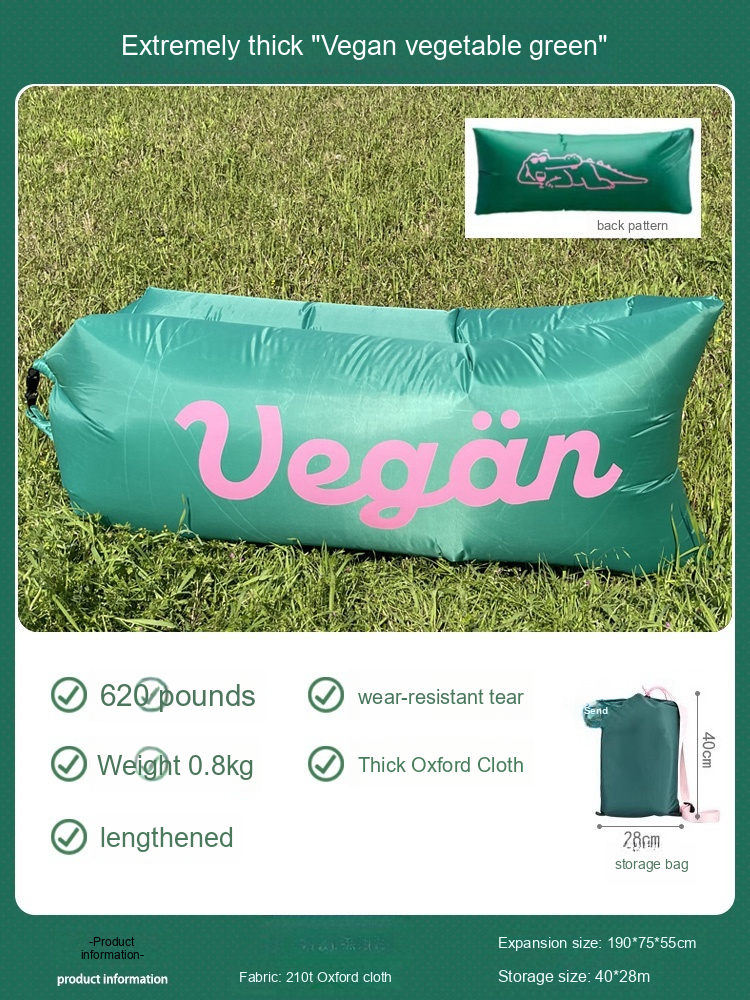 Extremely thick "Vegan vegetable green"
back pattern
Vegän
620 pounds
wear-resistant tear
Weight 0.8kg
Thick Oxford Cloth
lengthened
Send
40cm
28cm
storage bag
-Product
information-
product information
Fabric: 210t Oxford cloth
Expansion size: 190*75*55cm
Storage size: 40*28m